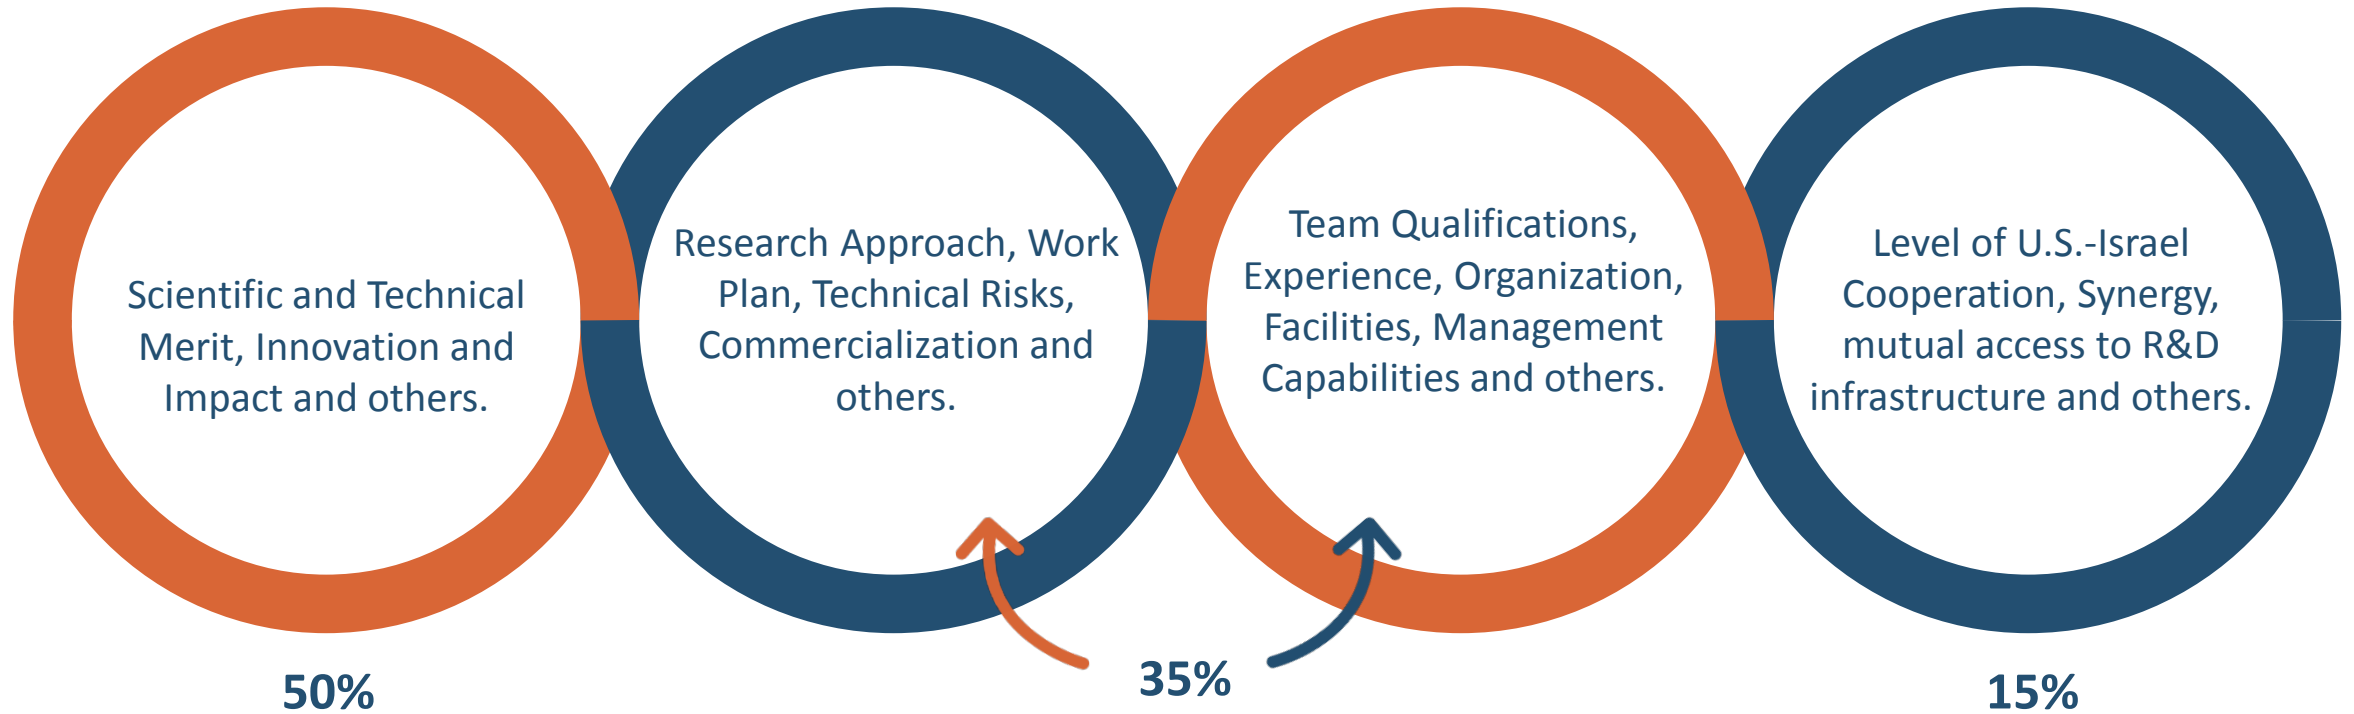 Scientific and Technical
Merit, Innovation and
Impact and others.
Research Approach, Work
Plan, Technical Risks,
Commercialization and
others.
Team Qualifications,
Experience, Organization,
Facilities, Management
Capabilities and others.
Level of U.S.-Israel
Cooperation, Synergy,
mutual access to R&D
infrastructure and others.
50%
35%
15%